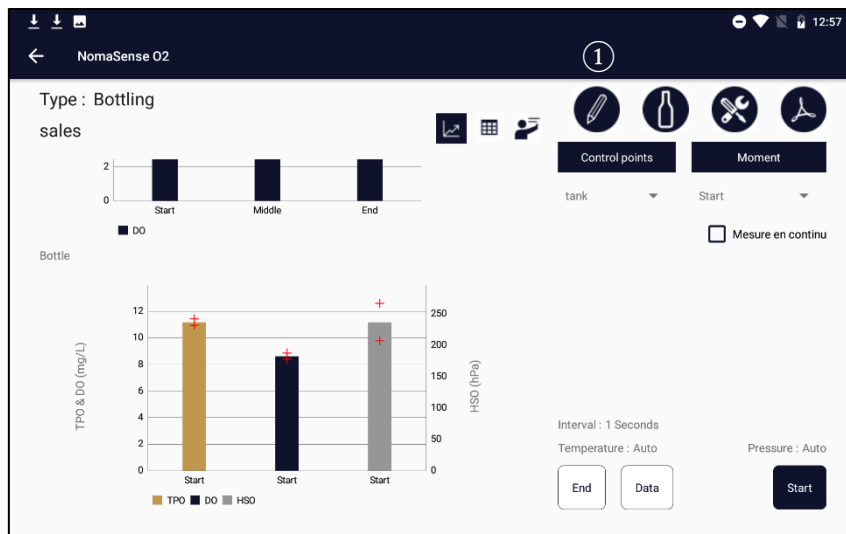 12:57
NomaSense O2
①
Type : Bottling
sales
Control points
Moment
tank
Start
Mesure en continu
2
0
Start Middle End
DO
Bottle
TPO & DO (mg/L)
12
10
8
6
4
2
0
250
200
150
100
50
0
HSO (hPa)
Start Start Start
TPO DO HSO
Interval : 1 Seconds
Temperature : Auto
Pressure : Auto
End
Data
Start